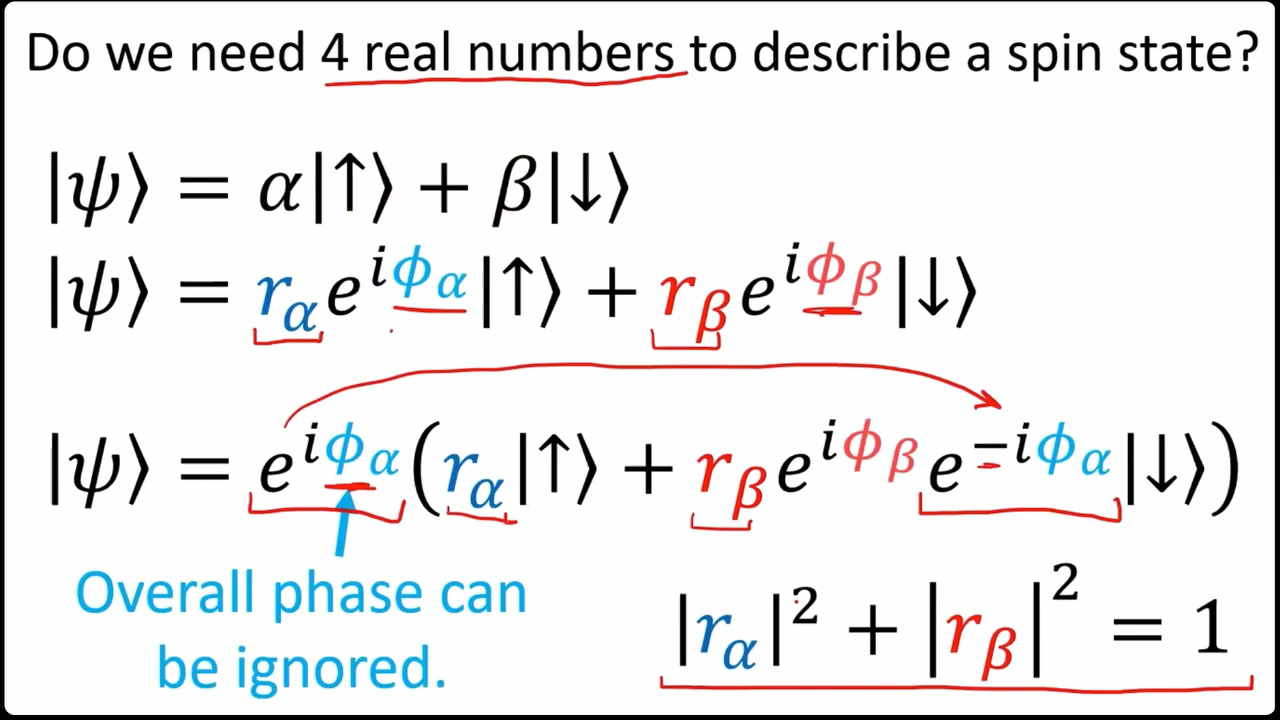 Do we need 4 real numbers to describe a spin state?
|ψ⟩ = α|↑⟩ + β|↓⟩
|ψ⟩ = r_α e^{iϕ_α}|↑⟩ + r_β e^{iϕ_β}|↓⟩
|ψ⟩ = e^{iϕ_α}(r_α|↑⟩ + r_β e^{iϕ_β} e^{−iϕ_α}|↓⟩)
Overall phase can
be ignored.
|r_α|² + |r_β|² = 1